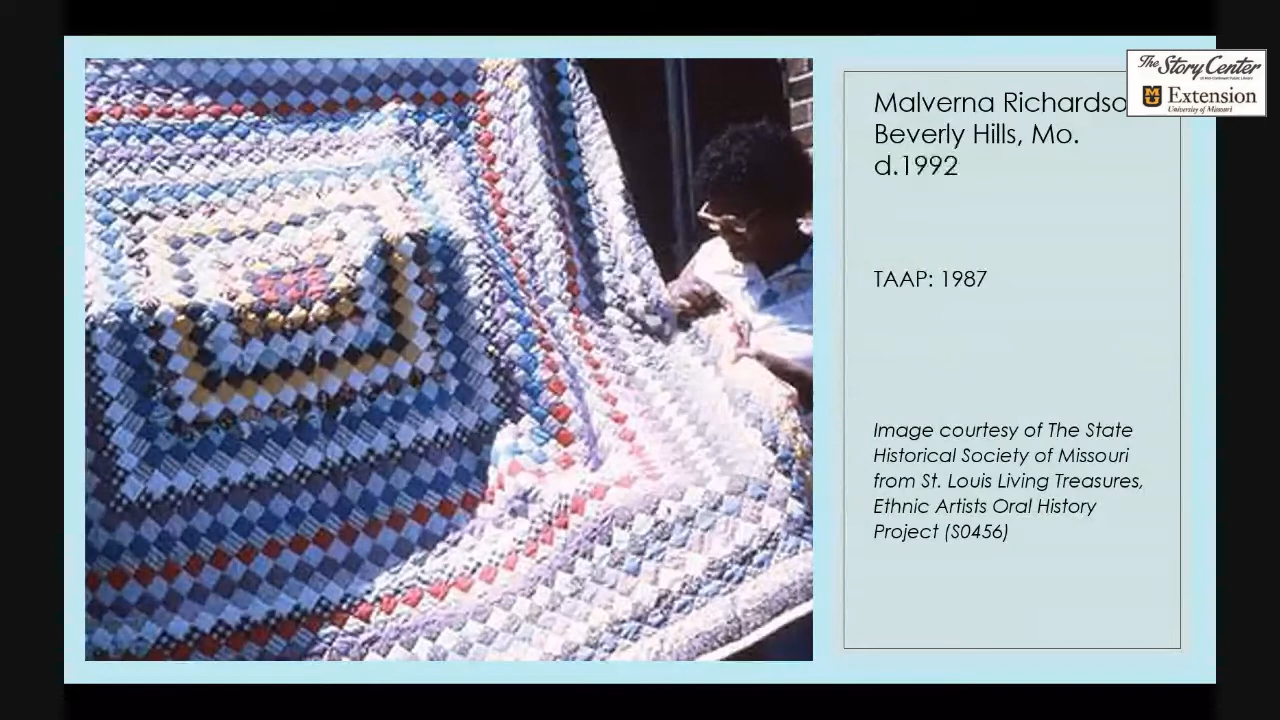 Malverna Richardso
Beverly Hills, Mo.
d.1992
TAAP: 1987
Image courtesy of The State
Historical Society of Missouri
from St. Louis Living Treasures,
Ethnic Artists Oral History
Project (S0456)
The Story Center
Extension
University of Missouri